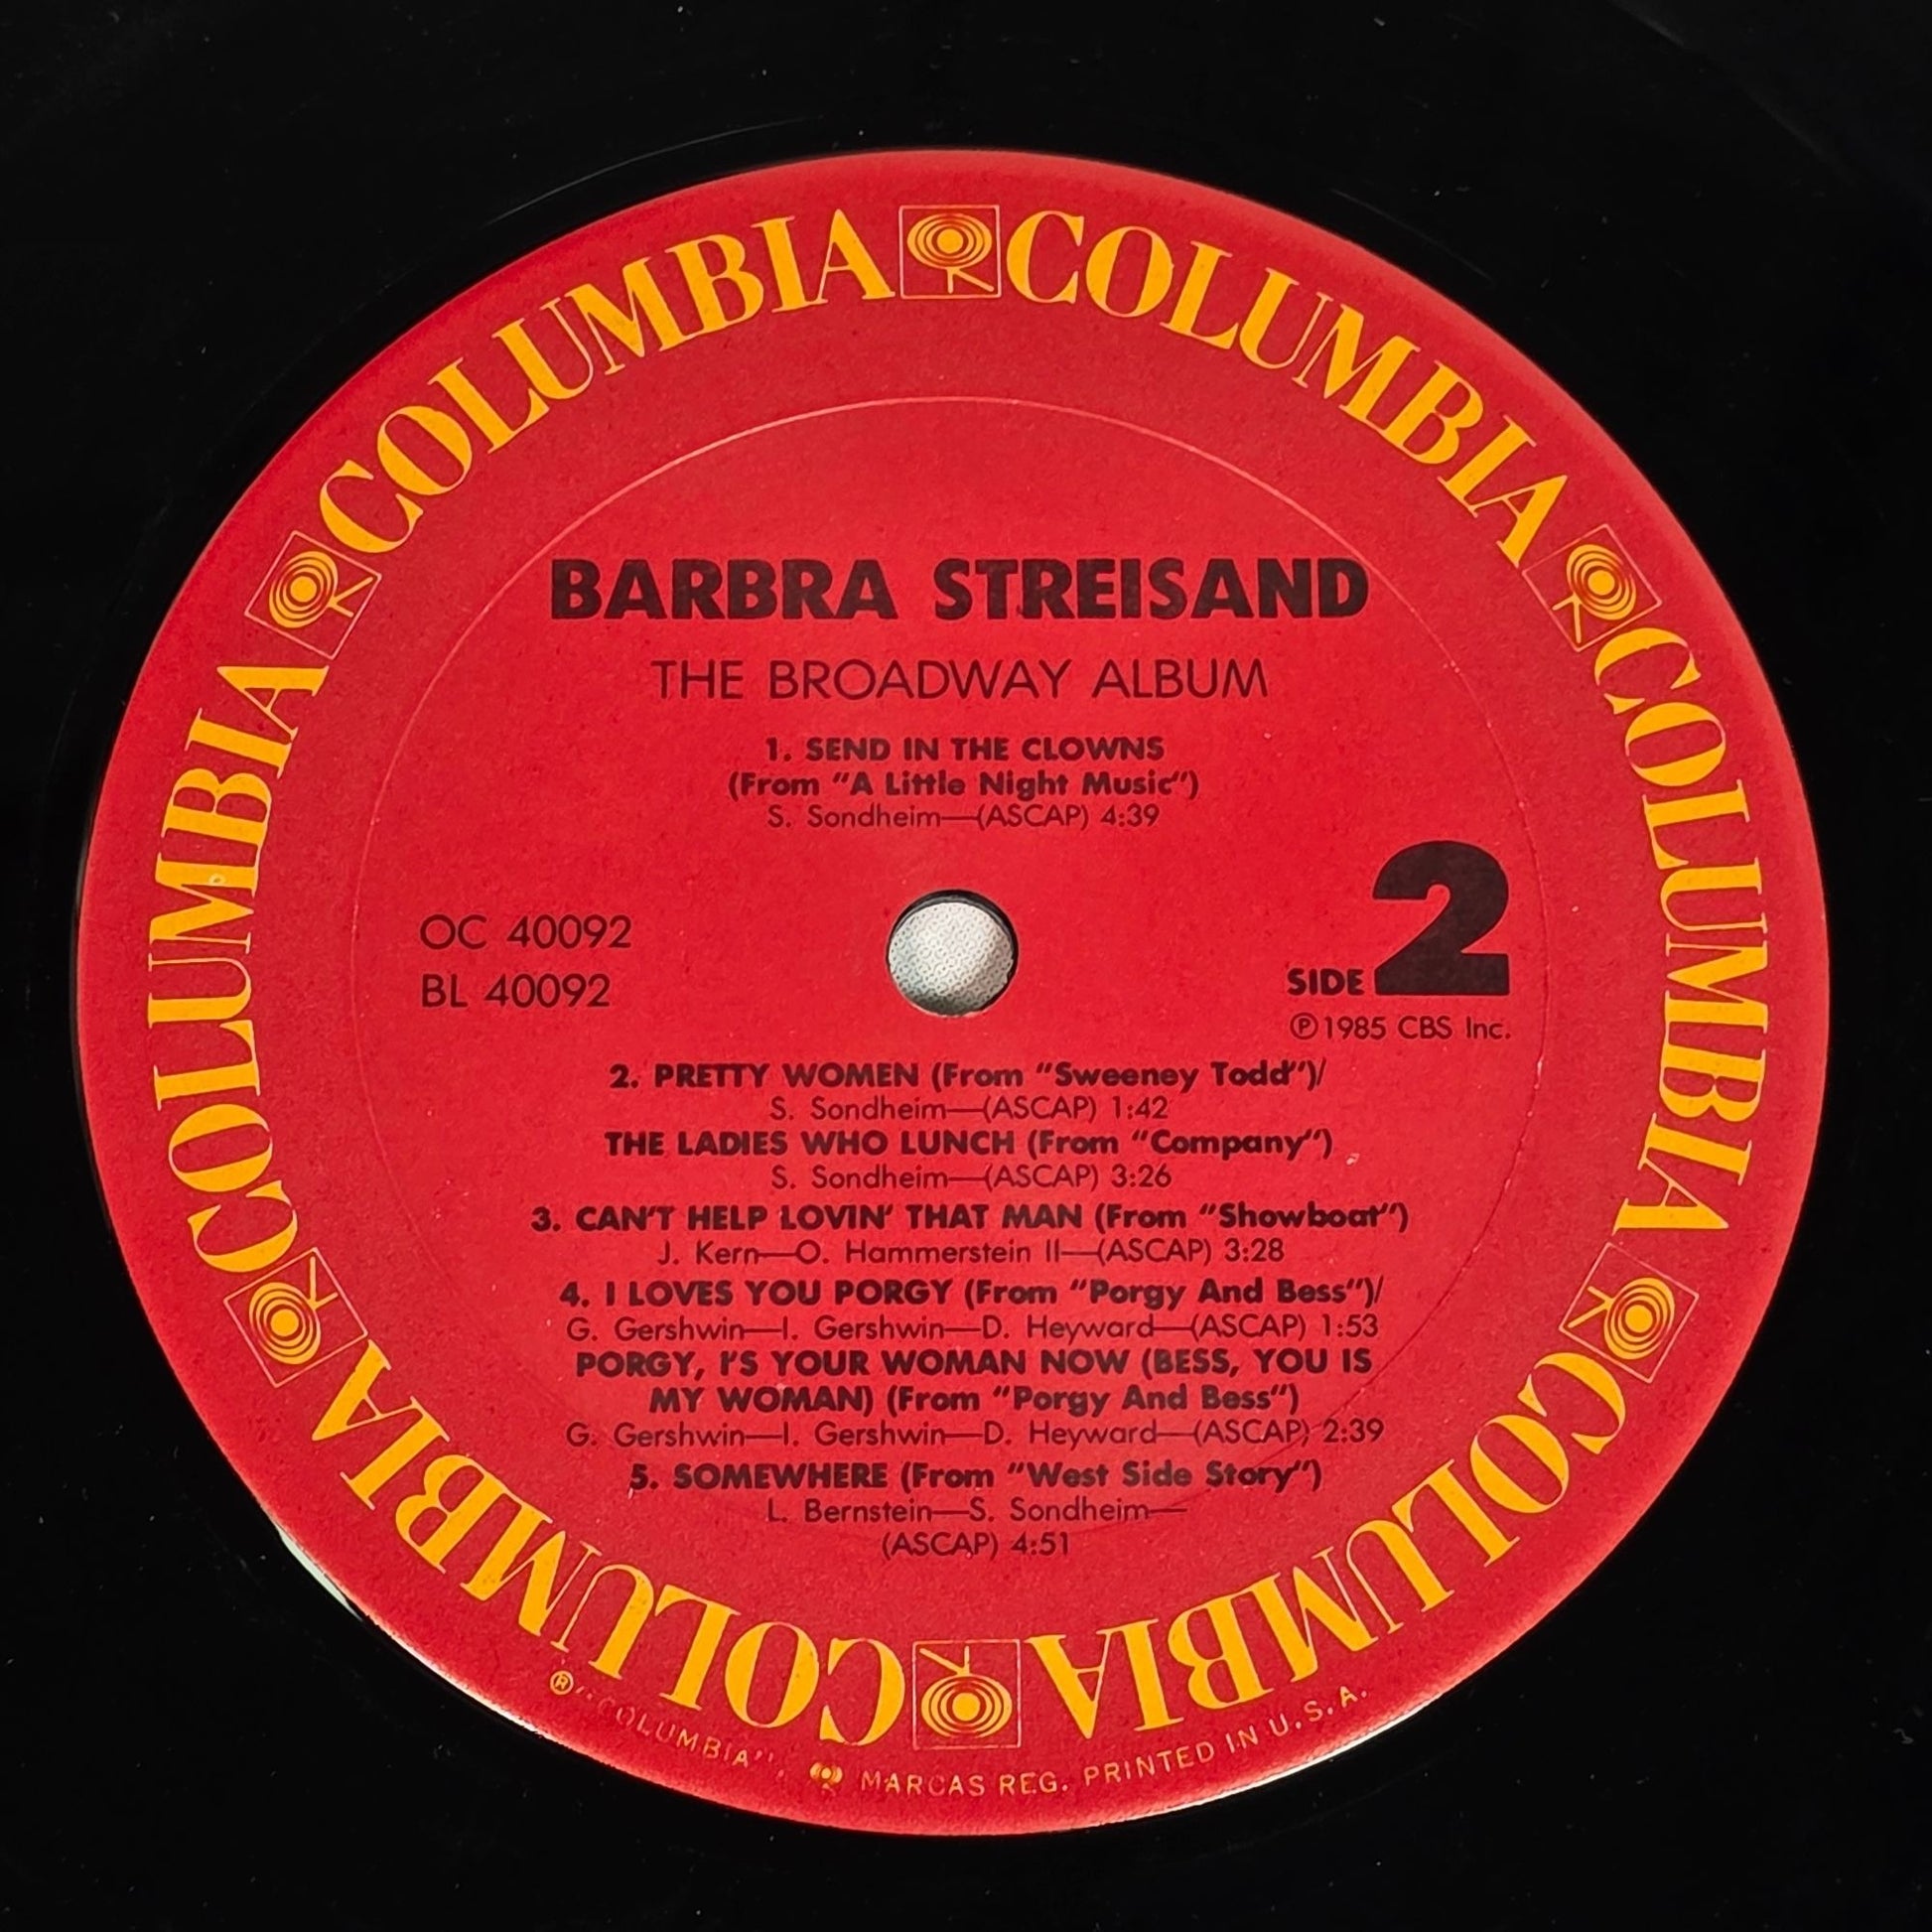 COLUMBIA COLUMBIA COLUMBIA COLUMBIA COLUMBIA COLUMBIA
BARBRA STREISAND
THE BROADWAY ALBUM
1. SEND IN THE CLOWNS
(From "A Little Night Music")
S. Sondheim—(ASCAP) 4:39
OC 40092
BL 40092
SIDE 2
℗1985 CBS Inc.
2. PRETTY WOMEN (From "Sweeney Todd")/
S. Sondheim—(ASCAP) 1:42
THE LADIES WHO LUNCH (From "Company")
S. Sondheim—(ASCAP) 3:26
3. CAN'T HELP LOVIN' THAT MAN (From "Showboat")
J. Kern—O. Hammerstein II—(ASCAP) 3:28
4. I LOVES YOU PORGY (From "Porgy And Bess")/
G. Gershwin—I. Gershwin—D. Heyward—(ASCAP) 1:53
PORGY, I'S YOUR WOMAN NOW (BESS, YOU IS
MY WOMAN) (From "Porgy And Bess")
G. Gershwin—I. Gershwin—D. Heyward—(ASCAP) 2:39
5. SOMEWHERE (From "West Side Story")
L. Bernstein—S. Sondheim—
(ASCAP) 4:51
® "COLUMBIA", MARCAS REG. PRINTED IN U.S.A.